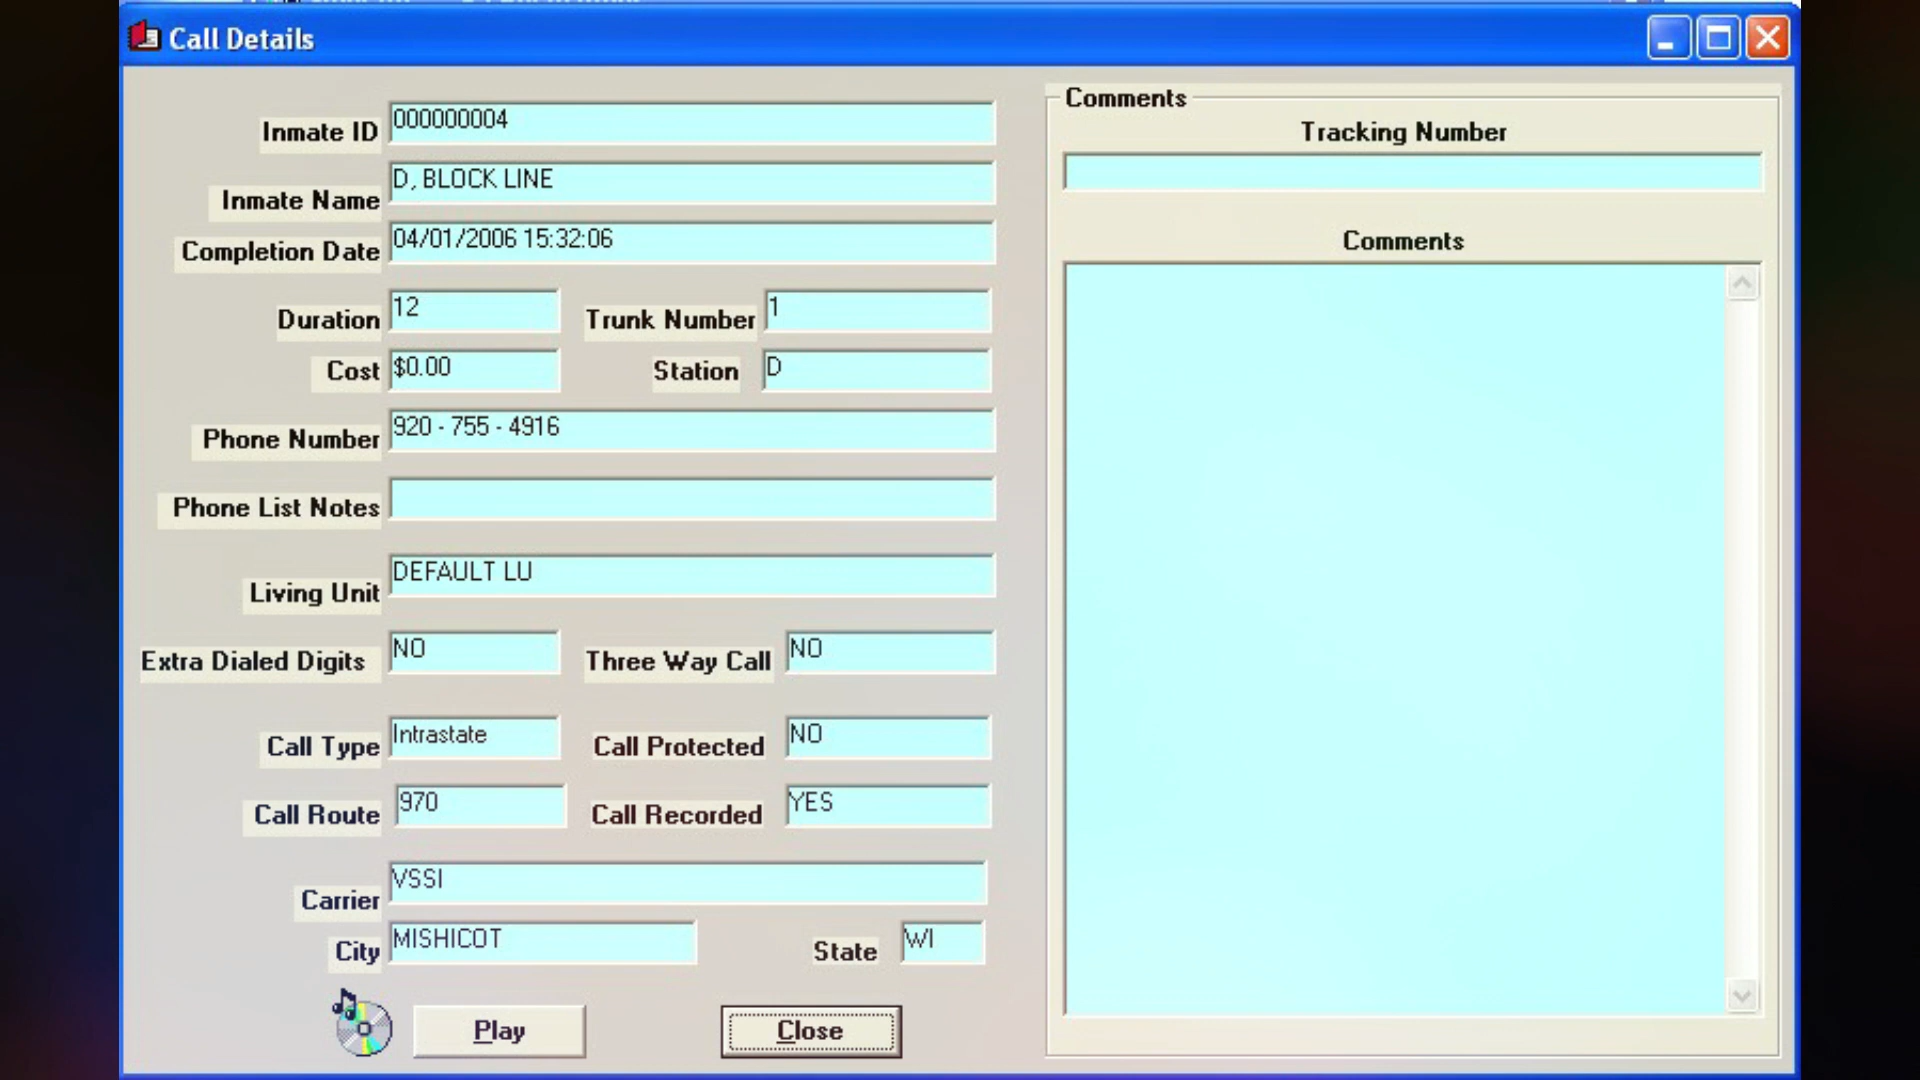 Call Details
Inmate ID 000000004
Inmate Name D, BLOCK LINE
Completion Date 04/01/2006 15:32:06
Duration 12 Trunk Number 1
Cost $0.00 Station D
Phone Number 920 - 755 - 4916
Phone List Notes
Living Unit DEFAULT LU
Extra Dialed Digits NO Three Way Call NO
Call Type Intrastate Call Protected NO
Call Route 970 Call Recorded YES
Carrier VSSI
City MISHICOT State WI
Play Close
Comments
Tracking Number
Comments